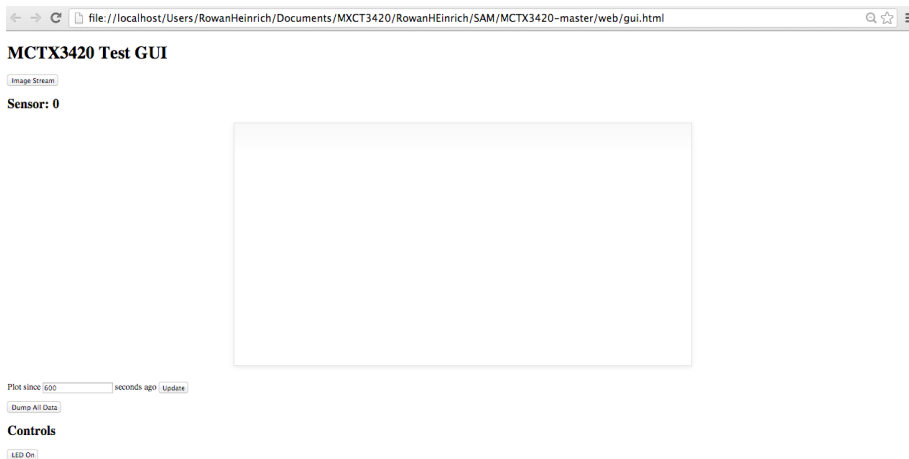 file://localhost/Users/RowanHeinrich/Documents/MXCT3420/RowanHEinrich/SAM/MCTX3420-master/web/gui.html
MCTX3420 Test GUI
Image Stream
Sensor: 0
Plot since 600 seconds ago Update
Dump All Data
Controls
LED On